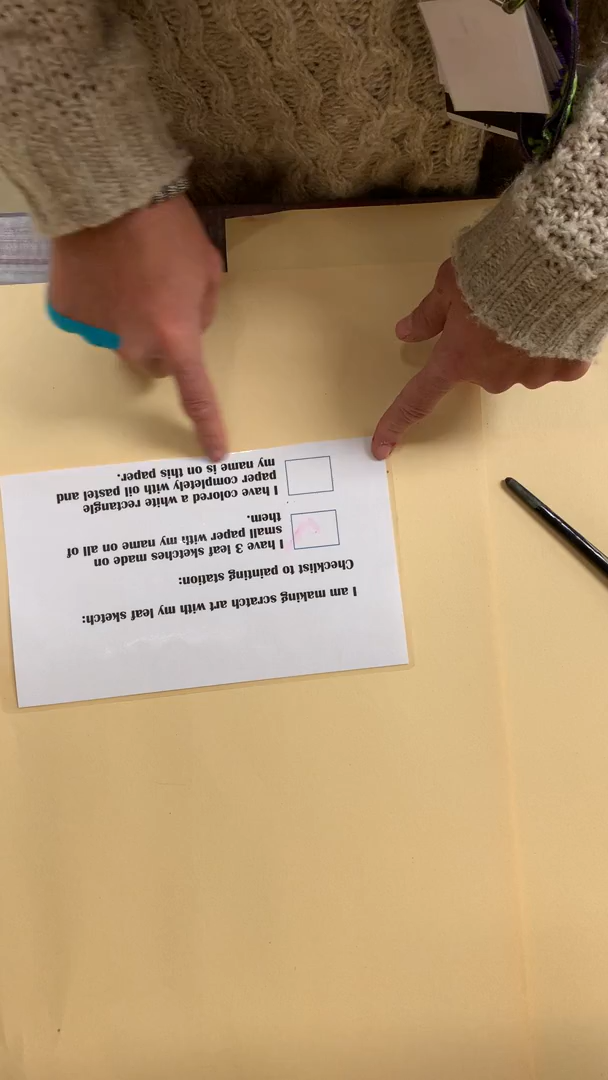 I am making scratch art with my leaf sketch:
Checklist to painting station:
I have 3 leaf sketches made on
small paper with my name on all of
them.
I have colored a white rectangle
paper completely with oil pastel and
my name is on this paper.